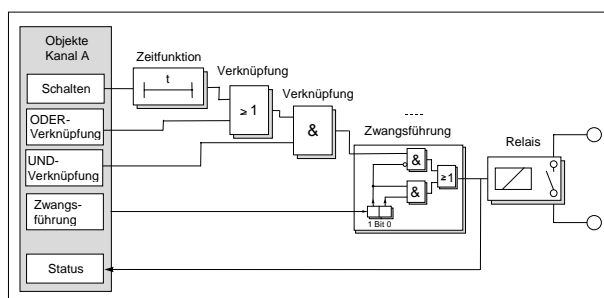 Objekte
Kanal A
Schalten
ODER-
Verknüpfung
UND-
Verknüpfung
Zwangs-
führung
Status
Zeitfunktion
t
Verknüpfung
≥ 1
Verknüpfung
&
Zwangsführung
&
&
≥1
1 Bit 0
Relais